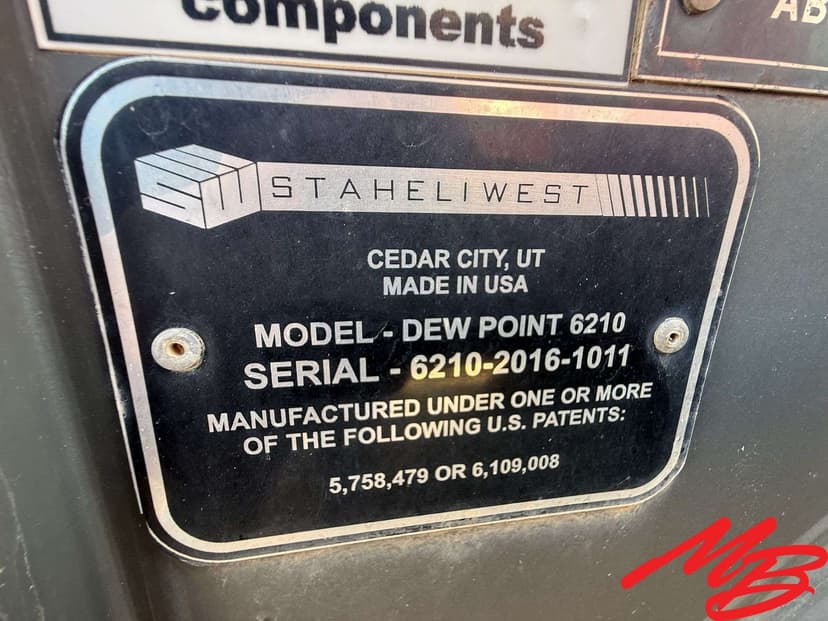 components
AB
SW STAHELIWEST
CEDAR CITY, UT
MADE IN USA
MODEL - DEW POINT 6210
SERIAL - 6210-2016-1011
MANUFACTURED UNDER ONE OR MORE
OF THE FOLLOWING U.S. PATENTS:
5,758,479 OR 6,109,008
MB